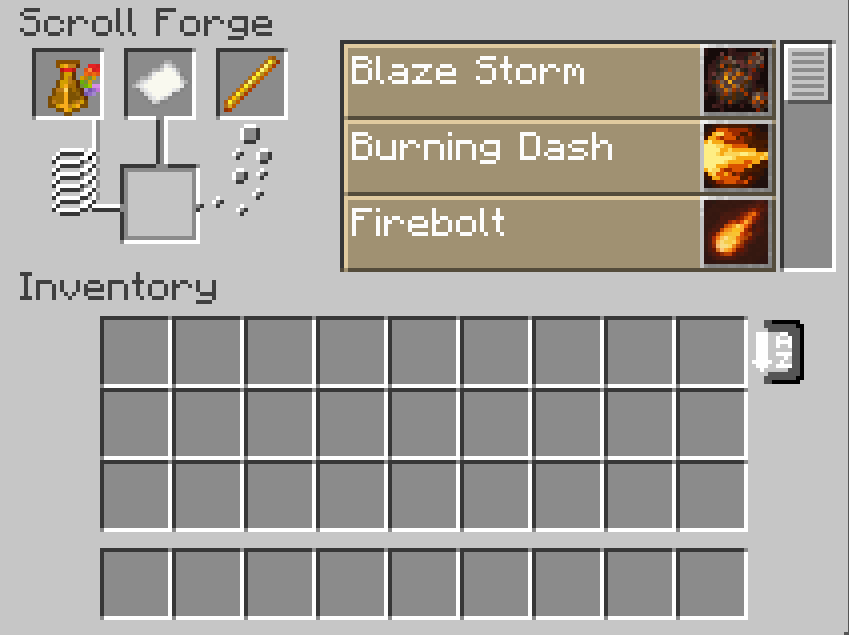 Scroll Forge
Blaze Storm
Burning Dash
Firebolt
Inventory